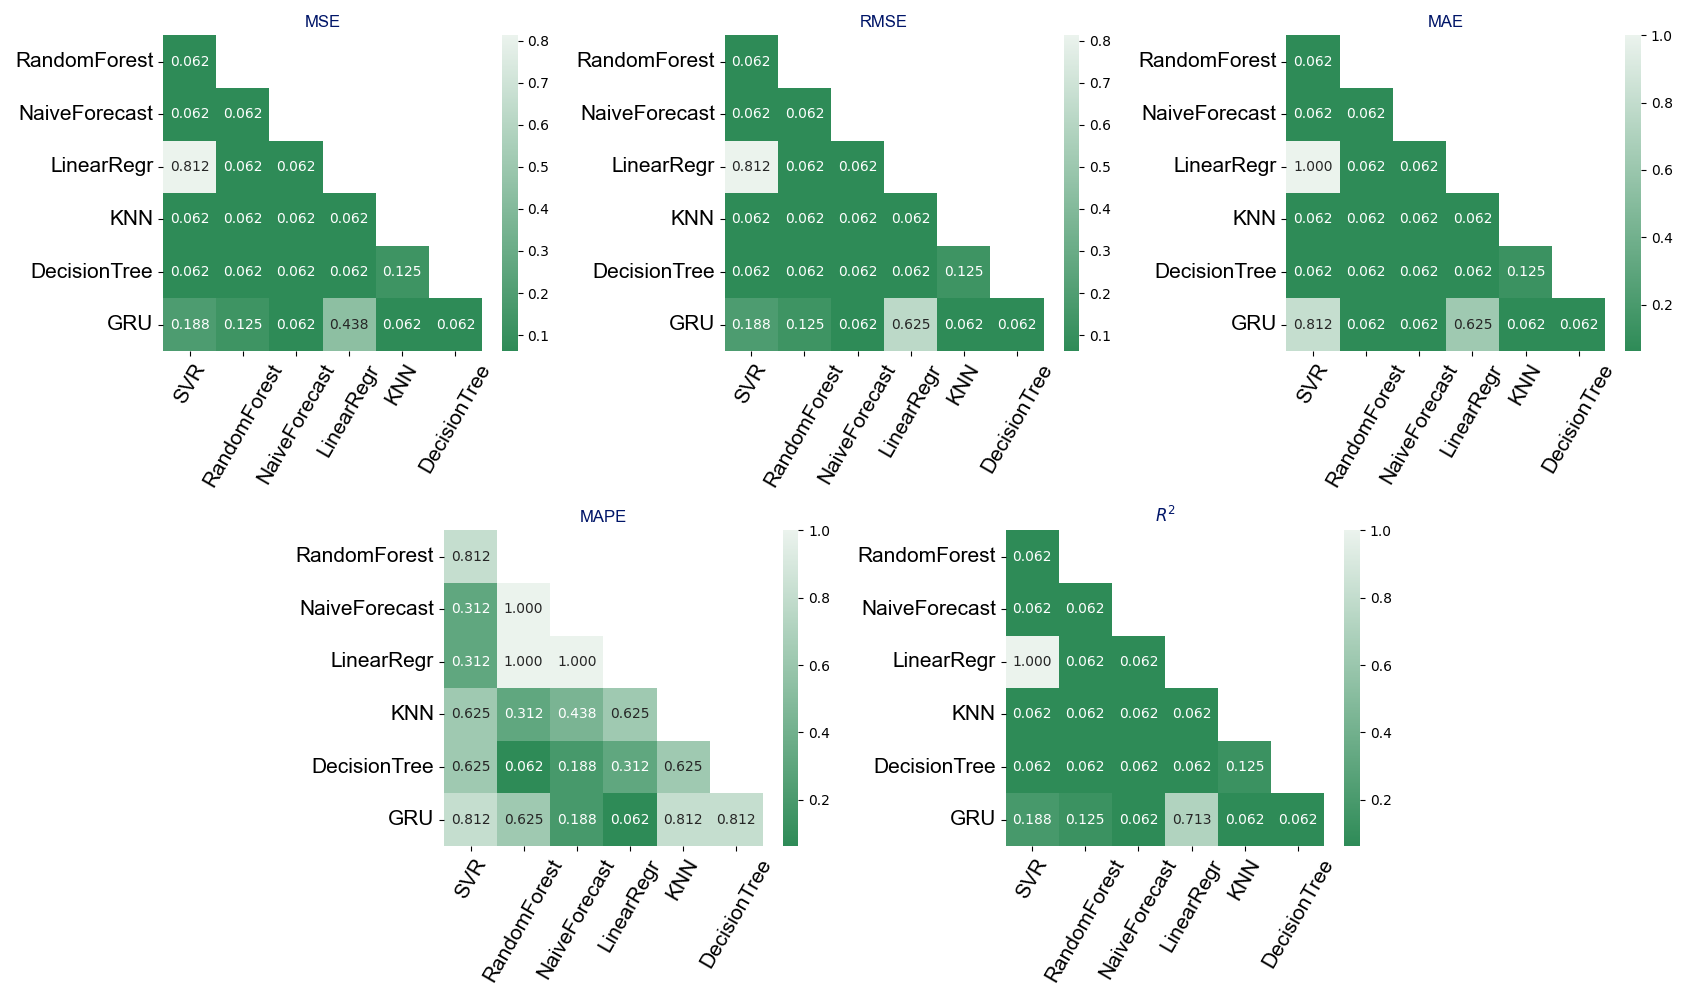 MSE
RandomForest 0.062
NaiveForecast 0.062 0.062
LinearRegr 0.812 0.062 0.062
KNN 0.062 0.062 0.062 0.062
DecisionTree 0.062 0.062 0.062 0.062 0.125
GRU 0.188 0.125 0.062 0.438 0.062 0.062
SVR RandomForest NaiveForecast LinearRegr KNN DecisionTree
0.8
0.7
0.6
0.5
0.4
0.3
0.2
0.1
RMSE
RandomForest 0.062
NaiveForecast 0.062 0.062
LinearRegr 0.812 0.062 0.062
KNN 0.062 0.062 0.062 0.062
DecisionTree 0.062 0.062 0.062 0.062 0.125
GRU 0.188 0.125 0.062 0.625 0.062 0.062
SVR RandomForest NaiveForecast LinearRegr KNN DecisionTree
0.8
0.7
0.6
0.5
0.4
0.3
0.2
0.1
MAE
RandomForest 0.062
NaiveForecast 0.062 0.062
LinearRegr 1.000 0.062 0.062
KNN 0.062 0.062 0.062 0.062
DecisionTree 0.062 0.062 0.062 0.062 0.125
GRU 0.812 0.062 0.062 0.625 0.062 0.062
SVR RandomForest NaiveForecast LinearRegr KNN DecisionTree
1.0
0.8
0.6
0.4
0.2
MAPE
RandomForest 0.812
NaiveForecast 0.312 1.000
LinearRegr 0.312 1.000 1.000
KNN 0.625 0.312 0.438 0.625
DecisionTree 0.625 0.062 0.188 0.312 0.625
GRU 0.812 0.625 0.188 0.062 0.812 0.812
SVR RandomForest NaiveForecast LinearRegr KNN DecisionTree
1.0
0.8
0.6
0.4
0.2
R²
RandomForest 0.062
NaiveForecast 0.062 0.062
LinearRegr 1.000 0.062 0.062
KNN 0.062 0.062 0.062 0.062
DecisionTree 0.062 0.062 0.062 0.062 0.125
GRU 0.188 0.125 0.062 0.713 0.062 0.062
SVR RandomForest NaiveForecast LinearRegr KNN DecisionTree
1.0
0.8
0.6
0.4
0.2